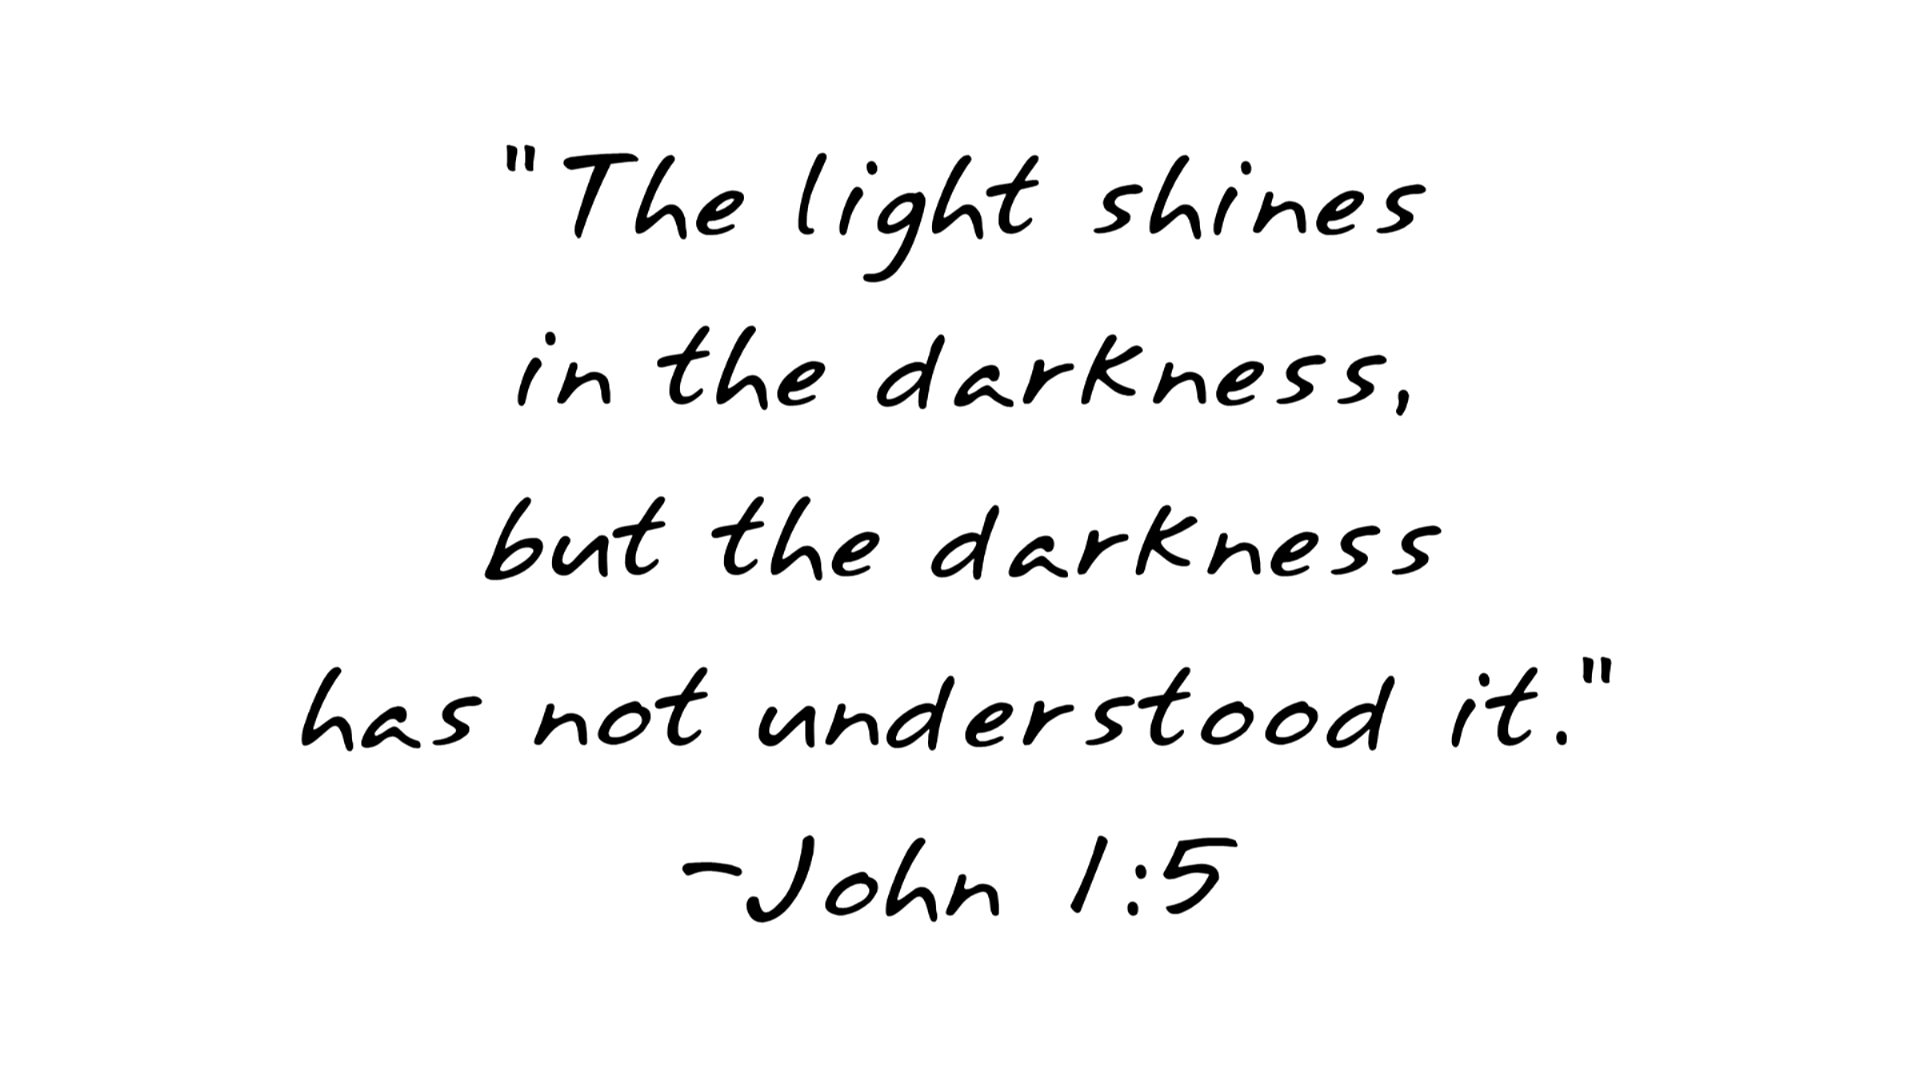 "The light shines
in the darkness,
but the darkness
has not understood it."
-John 1:5